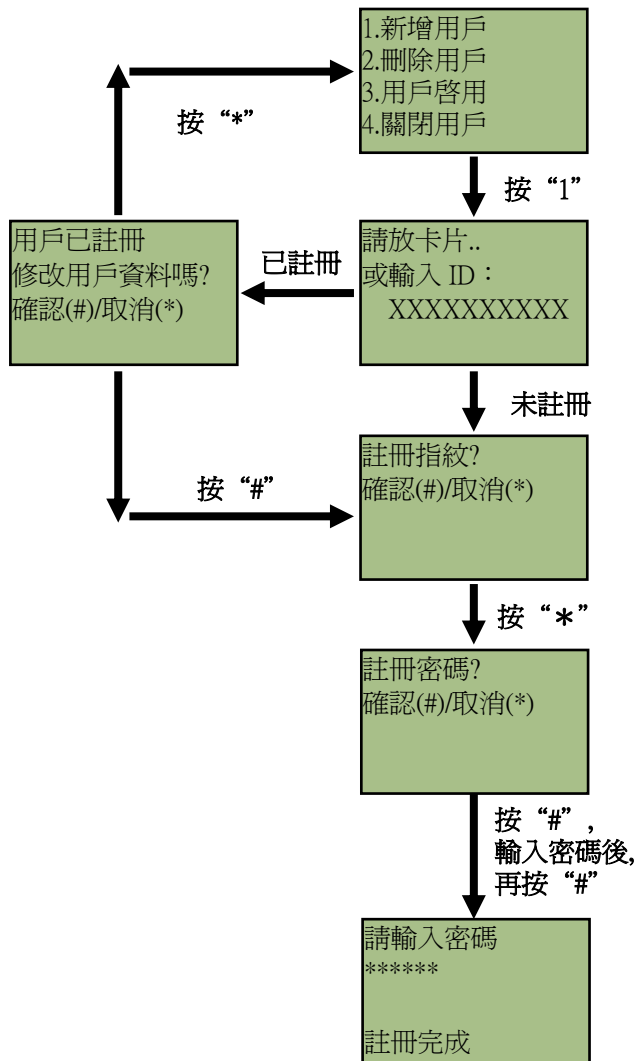 1.新增用戶
2.刪除用戶
3.用戶啓用
4.關閉用戶
按“*”
按“1”
用戶已註冊
修改用戶資料嗎?
確認(#)/取消(*)
已註冊
請放卡片..
或輸入 ID：
XXXXXXXXXX
未註冊
註冊指紋?
確認(#)/取消(*)
按“#”
按“＊”
註冊密碼?
確認(#)/取消(*)
按“#”,
輸入密碼後,
再按“#”
請輸入密碼
******
註冊完成